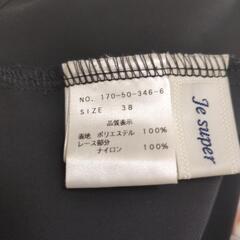 NO. 170-50-346-6
SIZE 38
品質表示
表地 ポリエステル 100%
レース部分
ナイロン 100%
Je super